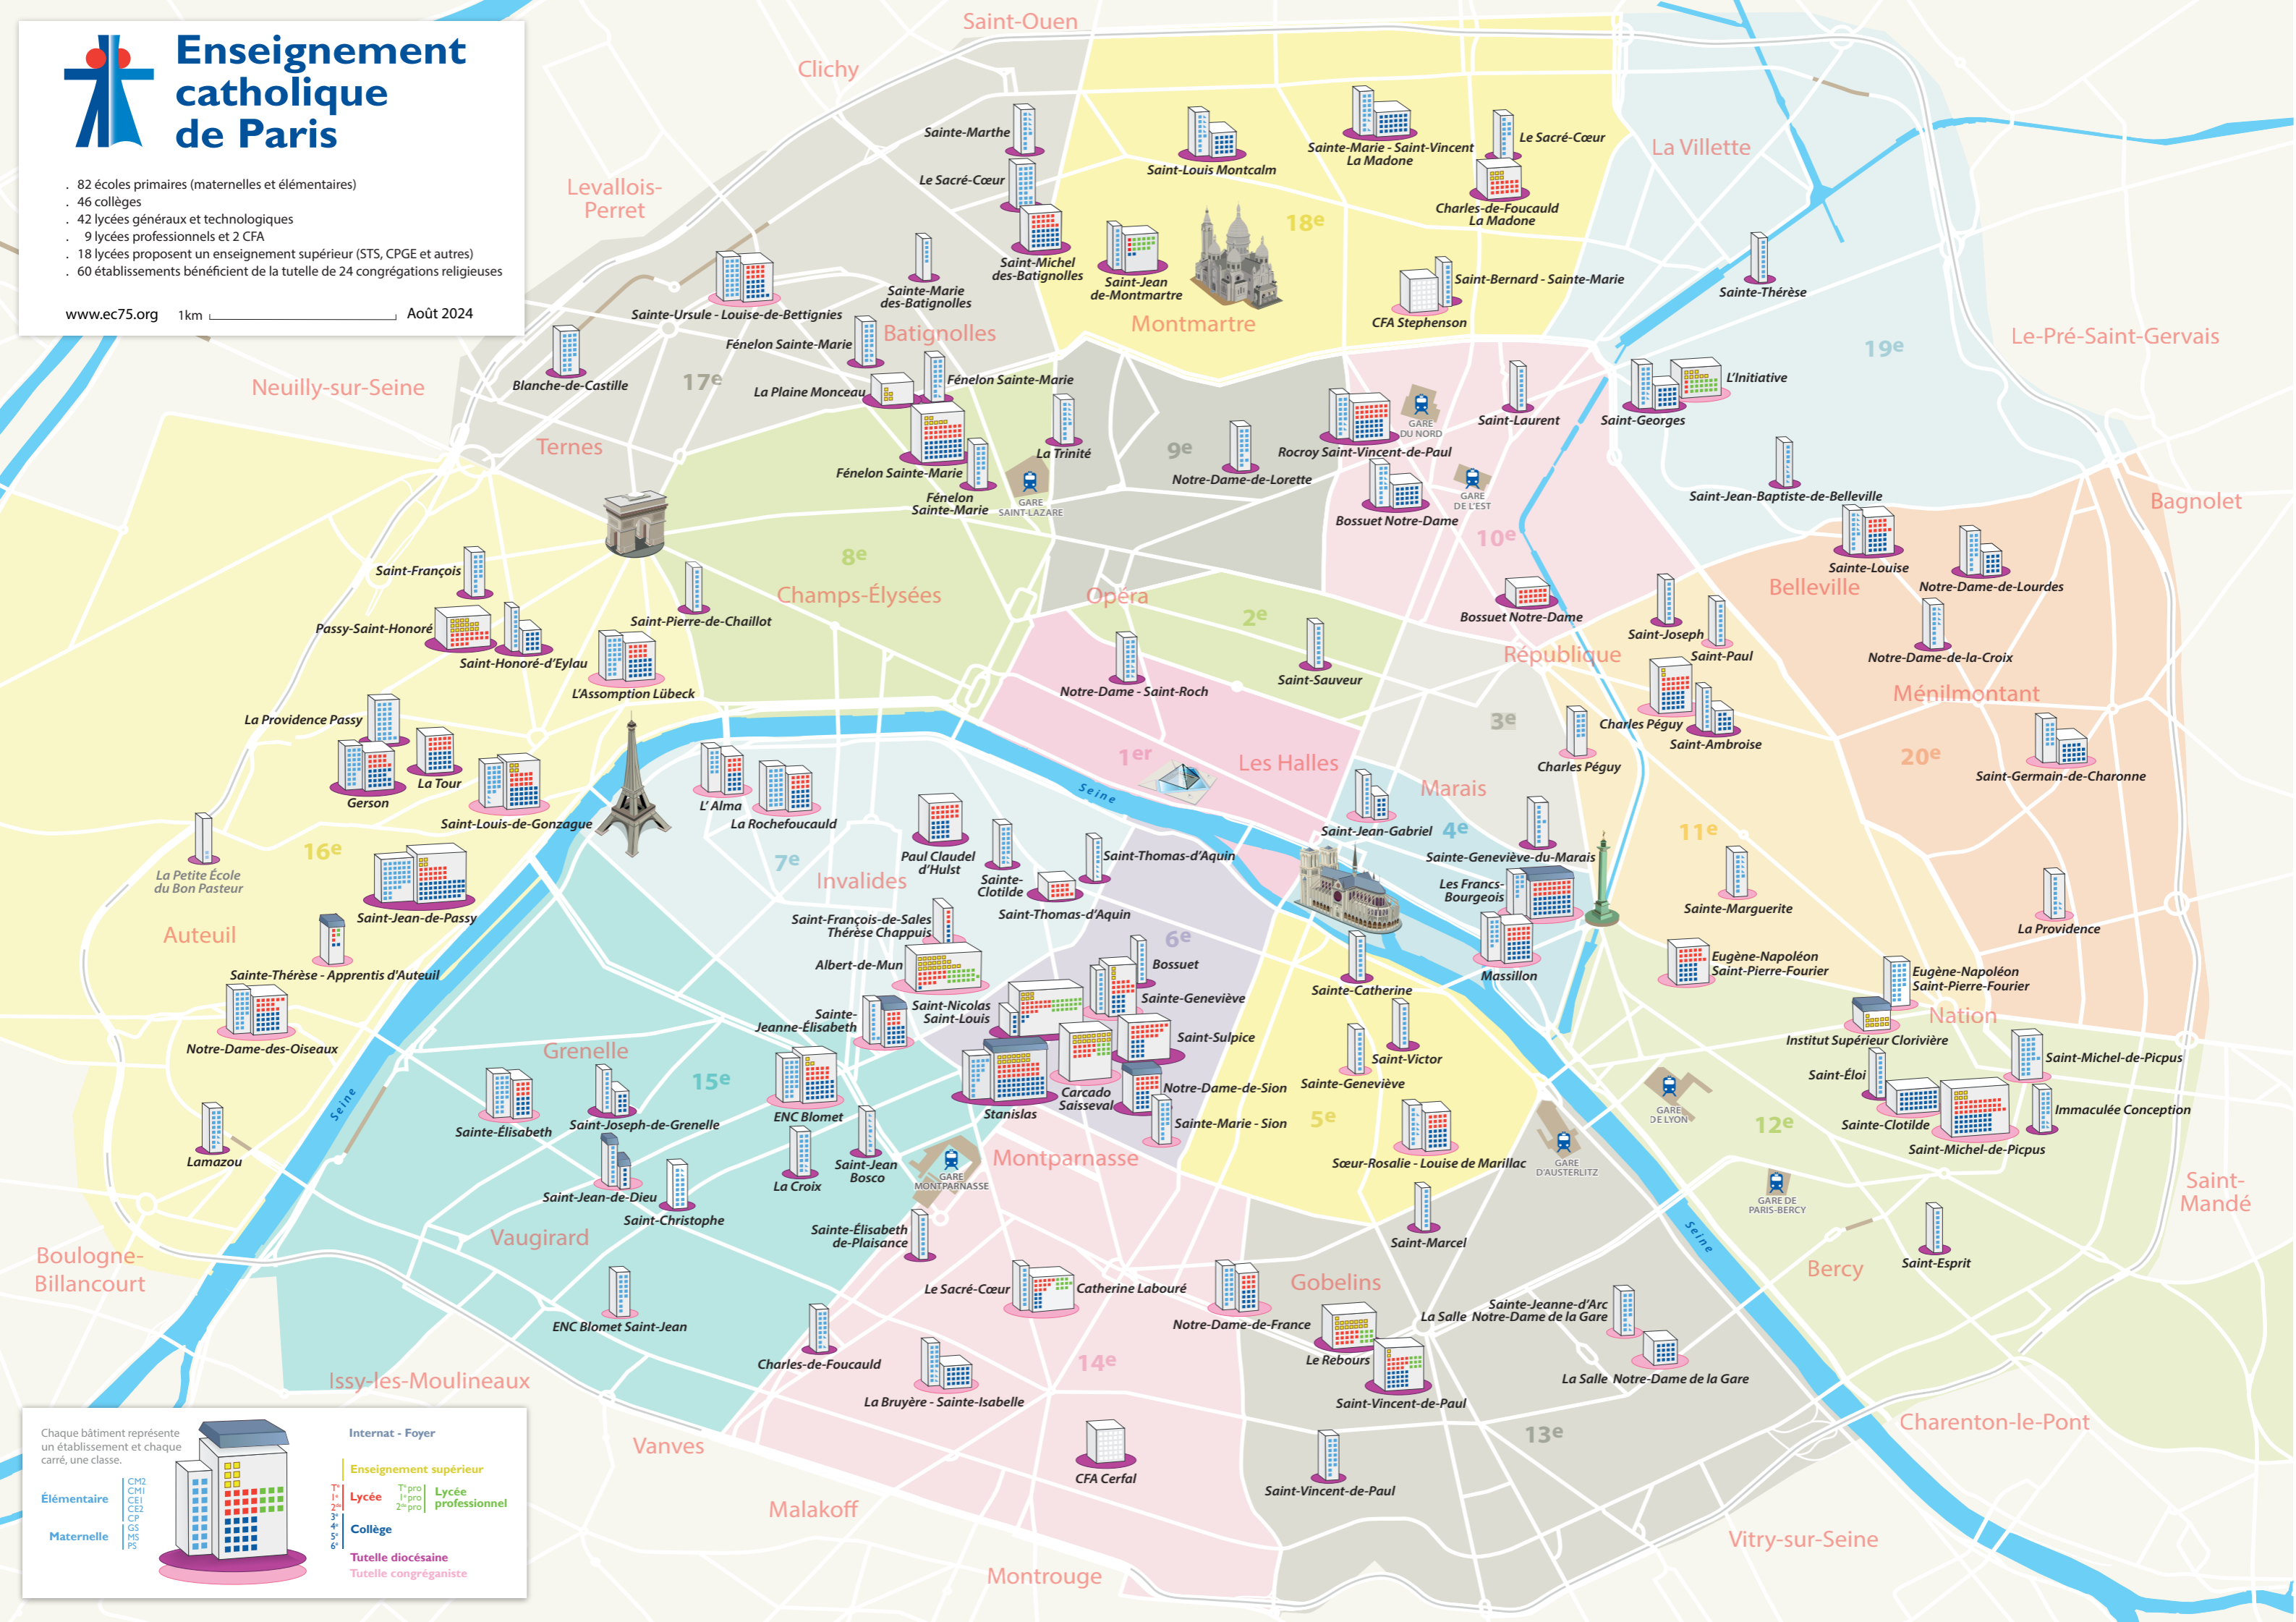 Enseignement
catholique
de Paris
. 82 écoles primaires (maternelles et élémentaires)
. 46 collèges
. 42 lycées généraux et technologiques
. 9 lycées professionnels et 2 CFA
. 18 lycées proposent un enseignement supérieur (STS, CPGE et autres)
. 60 établissements bénéficient de la tutelle de 24 congrégations religieuses
www.ec75.org 1km Août 2024
Saint-Ouen
Clichy
Levallois-
Perret
Neuilly-sur-Seine
La Villette
Le-Pré-Saint-Gervais
Bagnolet
Sainte-Marthe
Le Sacré-Cœur
Saint-Michel
des-Batignolles
Sainte-Marie
des-Batignolles
Sainte-Ursule - Louise-de-Bettignies
Batignolles
Fénelon Sainte-Marie
Blanche-de-Castille
17e
La Plaine Monceau
Fénelon Sainte-Marie
Ternes
Fénelon Sainte-Marie
Fénelon
Sainte-Marie
La Trinité
GARE
SAINT-LAZARE
Saint-Louis Montcalm
Sainte-Marie - Saint-Vincent
La Madone
Le Sacré-Cœur
Charles-de-Foucauld
La Madone
18e
Saint-Jean
de-Montmartre
Saint-Bernard - Sainte-Marie
CFA Stephenson
Montmartre
Sainte-Thérèse
19e
L'Initiative
Saint-Georges
Saint-Jean-Baptiste-de-Belleville
Saint-Laurent
GARE
DU NORD
Rocroy Saint-Vincent-de-Paul
9e
Notre-Dame-de-Lorette
GARE
DE L'EST
Bossuet Notre-Dame
10e
Bossuet Notre-Dame
Sainte-Louise
Notre-Dame-de-Lourdes
Belleville
Notre-Dame-de-la-Croix
Ménilmontant
20e
Saint-Germain-de-Charonne
La Providence
8e
Champs-Élysées
Opéra
2e
Saint-Sauveur
Saint-François
Passy-Saint-Honoré
Saint-Honoré-d'Eylau
Saint-Pierre-de-Chaillot
L'Assomption Lübeck
La Providence Passy
Gerson
La Tour
Saint-Louis-de-Gonzague
16e
La Petite École
du Bon Pasteur
Saint-Jean-de-Passy
Auteuil
Sainte-Thérèse - Apprentis d'Auteuil
Notre-Dame-des-Oiseaux
Lamazou
Seine
Notre-Dame - Saint-Roch
1er
Les Halles
Seine
République
Saint-Joseph
Saint-Paul
3e
Charles Péguy
Charles Péguy
Saint-Ambroise
Marais
Saint-Jean-Gabriel
4e
Sainte-Geneviève-du-Marais
Les Francs-
Bourgeois
Massillon
11e
Sainte-Marguerite
Eugène-Napoléon
Saint-Pierre-Fourier
Eugène-Napoléon
Saint-Pierre-Fourier
Institut Supérieur Clorivière
Nation
Saint-Michel-de-Picpus
Saint-Éloi
Sainte-Clotilde
Saint-Michel-de-Picpus
Immaculée Conception
12e
GARE
DE LYON
GARE DE
PARIS-BERCY
Saint-Esprit
Bercy
Saint-
Mandé
L' Alma
La Rochefoucauld
7e
Invalides
Paul Claudel
d'Hulst
Sainte-
Clotilde
Saint-Thomas-d'Aquin
Saint-Thomas-d'Aquin
Saint-François-de-Sales
Thérèse Chappuis
Albert-de-Mun
6e
Bossuet
Sainte-Geneviève
Saint-Nicolas
Saint-Louis
Sainte-
Jeanne-Élisabeth
Saint-Sulpice
Carcado
Saisseval
Stanislas
Notre-Dame-de-Sion
Sainte-Marie - Sion
Sainte-Catherine
Saint-Victor
Sainte-Geneviève
5e
Sœur-Rosalie - Louise de Marillac
GARE
D'AUSTERLITZ
Grenelle
15e
Sainte-Élisabeth
Saint-Joseph-de-Grenelle
ENC Blomet
Saint-Jean-de-Dieu
Saint-Christophe
La Croix
Saint-Jean
Bosco
GARE
MONTPARNASSE
Montparnasse
Vaugirard
ENC Blomet Saint-Jean
Boulogne-
Billancourt
Issy-les-Moulineaux
Vanves
Malakoff
Montrouge
Sainte-Élisabeth
de-Plaisance
Le Sacré-Cœur
Catherine Labouré
Charles-de-Foucauld
La Bruyère - Sainte-Isabelle
14e
CFA Cerfal
Notre-Dame-de-France
Gobelins
Saint-Marcel
Sainte-Jeanne-d'Arc
La Salle Notre-Dame de la Gare
Le Rebours
La Salle Notre-Dame de la Gare
Saint-Vincent-de-Paul
13e
Saint-Vincent-de-Paul
Seine
Charenton-le-Pont
Vitry-sur-Seine
Chaque bâtiment représente
un établissement et chaque
carré, une classe.
Élémentaire
CM2
CM1
CE1
CE2
CP
Maternelle
GS
MS
PS
Internat - Foyer
Enseignement supérieur
Tᵉ
1ᵉ
2ᵈᵉ
Lycée
Tᵉ pro
1ᵉ pro
2ᵈᵉ pro
Lycée
professionnel
3ᵉ
4ᵉ
5ᵉ
6ᵉ
Collège
Tutelle diocésaine
Tutelle congréganiste